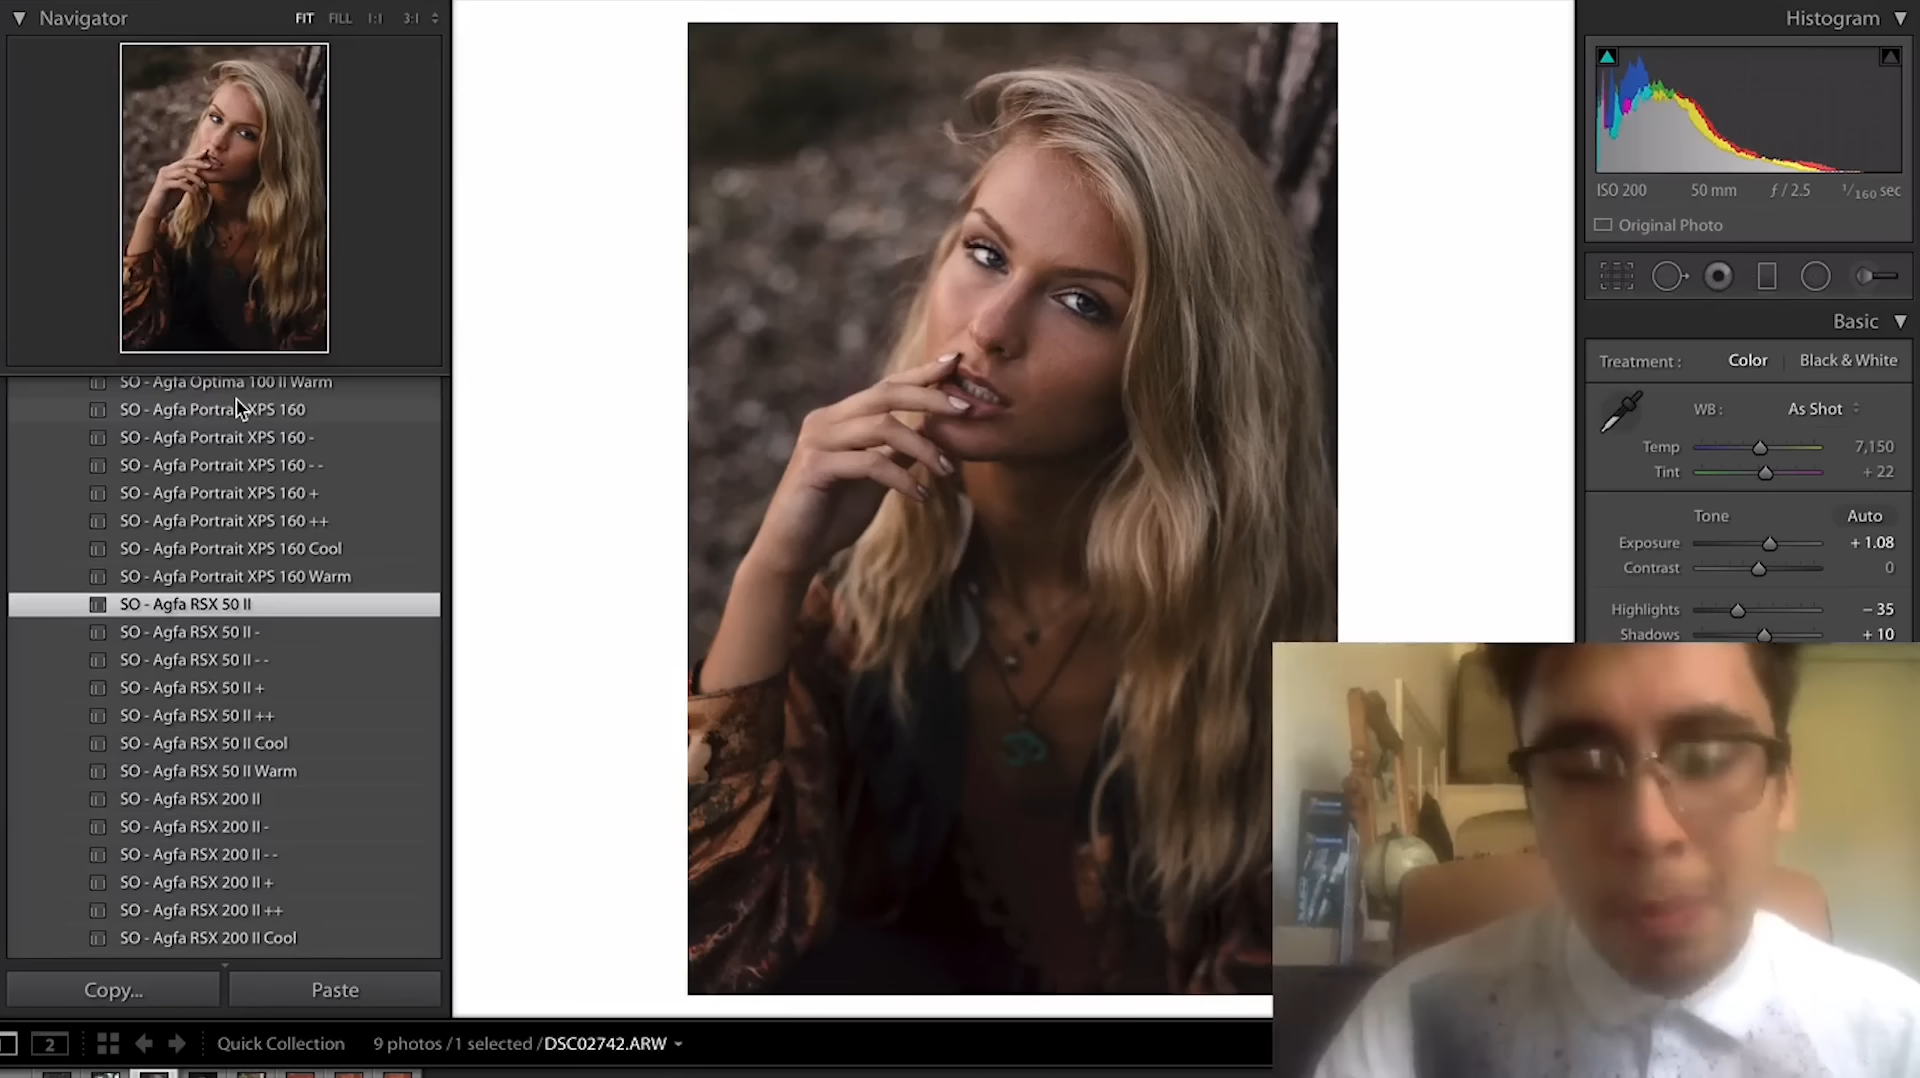 Navigator FIT FILL 1:1 3:1
SO - Agfa Optima 100 II Warm
SO - Agfa Portrait XPS 160
SO - Agfa Portrait XPS 160 -
SO - Agfa Portrait XPS 160 - -
SO - Agfa Portrait XPS 160 +
SO - Agfa Portrait XPS 160 ++
SO - Agfa Portrait XPS 160 Cool
SO - Agfa Portrait XPS 160 Warm
SO - Agfa RSX 50 II
SO - Agfa RSX 50 II -
SO - Agfa RSX 50 II - -
SO - Agfa RSX 50 II +
SO - Agfa RSX 50 II ++
SO - Agfa RSX 50 II Cool
SO - Agfa RSX 50 II Warm
SO - Agfa RSX 200 II
SO - Agfa RSX 200 II -
SO - Agfa RSX 200 II - -
SO - Agfa RSX 200 II +
SO - Agfa RSX 200 II ++
SO - Agfa RSX 200 II Cool
Copy... Paste
2 Quick Collection 9 photos / 1 selected / DSC02742.ARW
Histogram
ISO 200 50 mm ƒ / 2.5 1/160 sec
Original Photo
Basic
Treatment : Color Black & White
WB : As Shot
Temp 7,150
Tint + 22
Tone Auto
Exposure + 1.08
Contrast 0
Highlights – 35
Shadows + 10